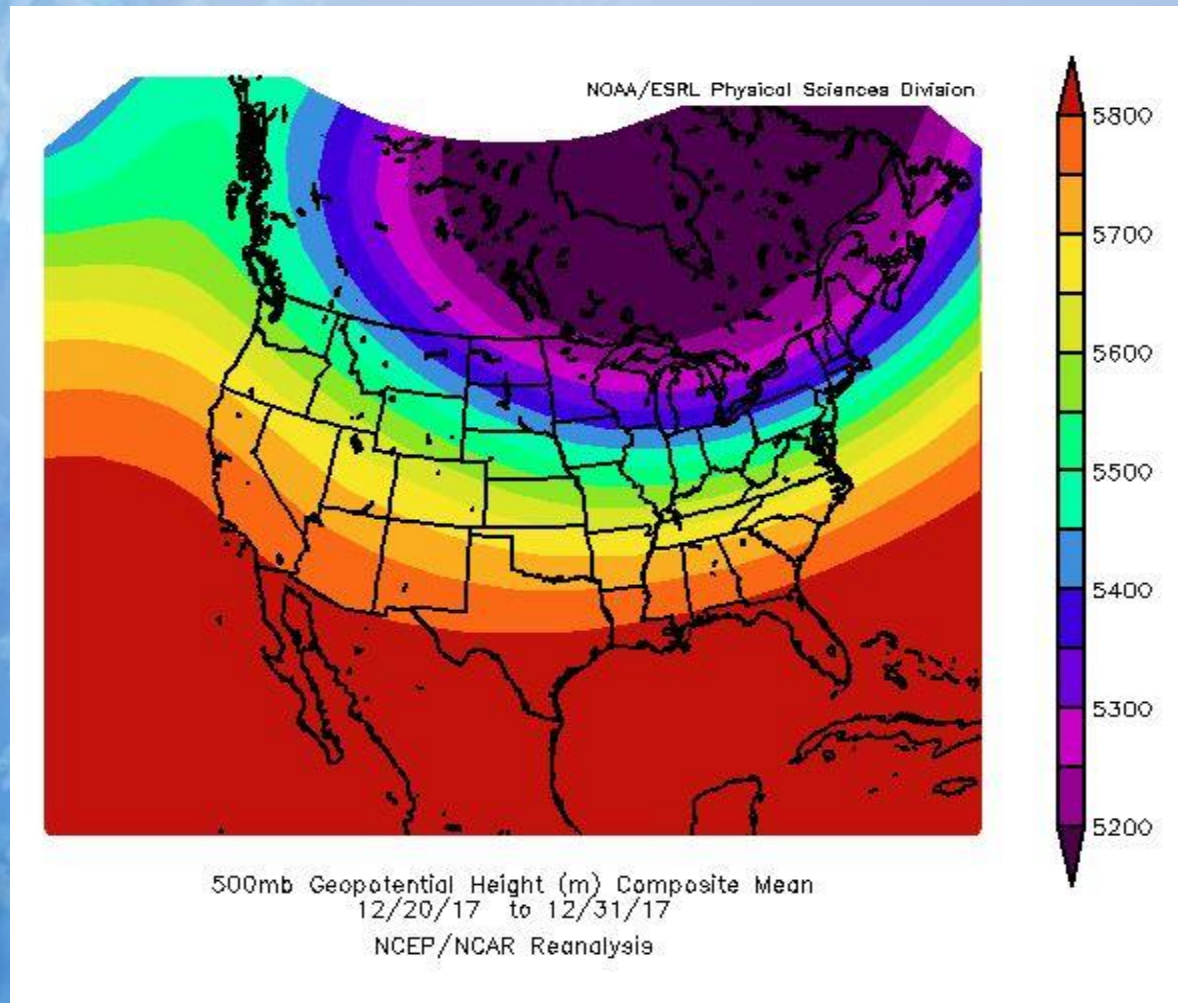 NOAA/ESRL Physical Sciences Division
5800
5700
5600
5500
5400
5300
5200
500mb Geopotential Height (m) Composite Mean
12/20/17 to 12/31/17
NCEP/NCAR Reanalysis